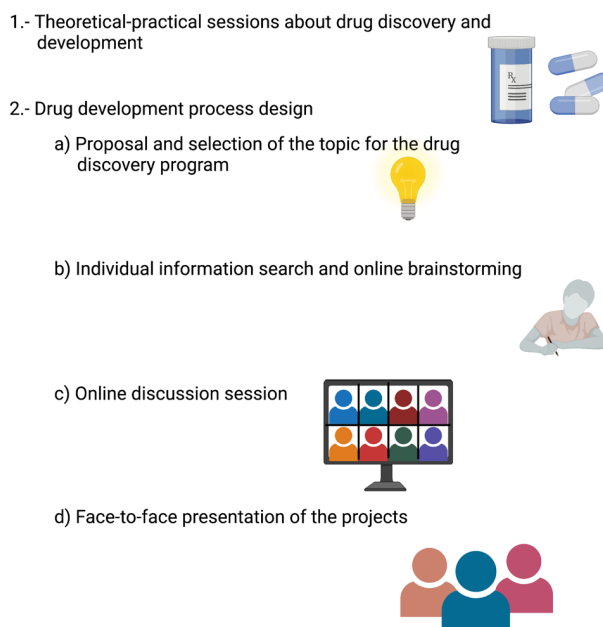 1.- Theoretical-practical sessions about drug discovery and
development
Rx
2.- Drug development process design
a) Proposal and selection of the topic for the drug
discovery program
b) Individual information search and online brainstorming
c) Online discussion session
d) Face-to-face presentation of the projects